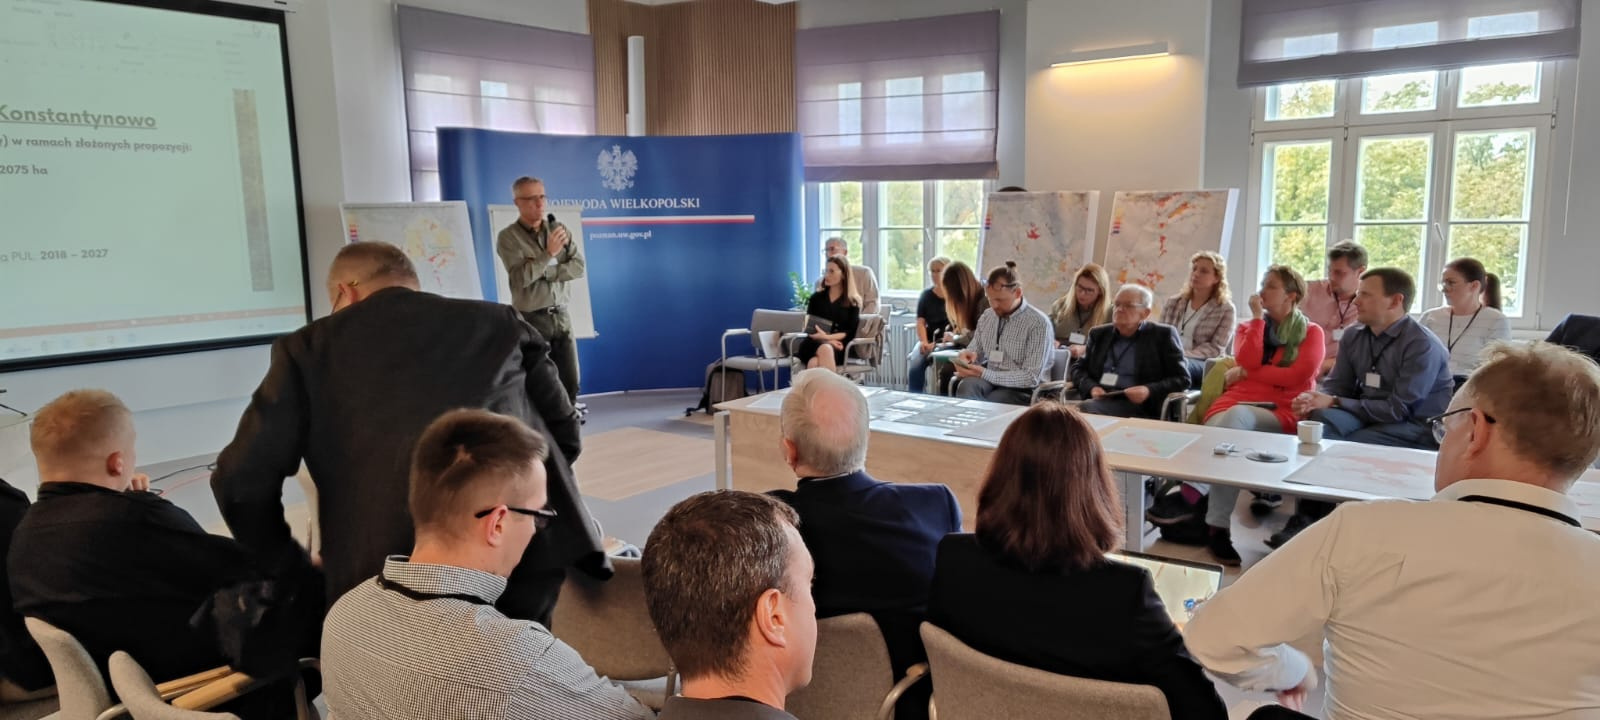 Konstantynowo
) w ramach złożonych propozycji:
2075 ha
a PUL, 2018 – 2027
WOJEWODA WIELKOPOLSKI
poznan.uw.gov.pl